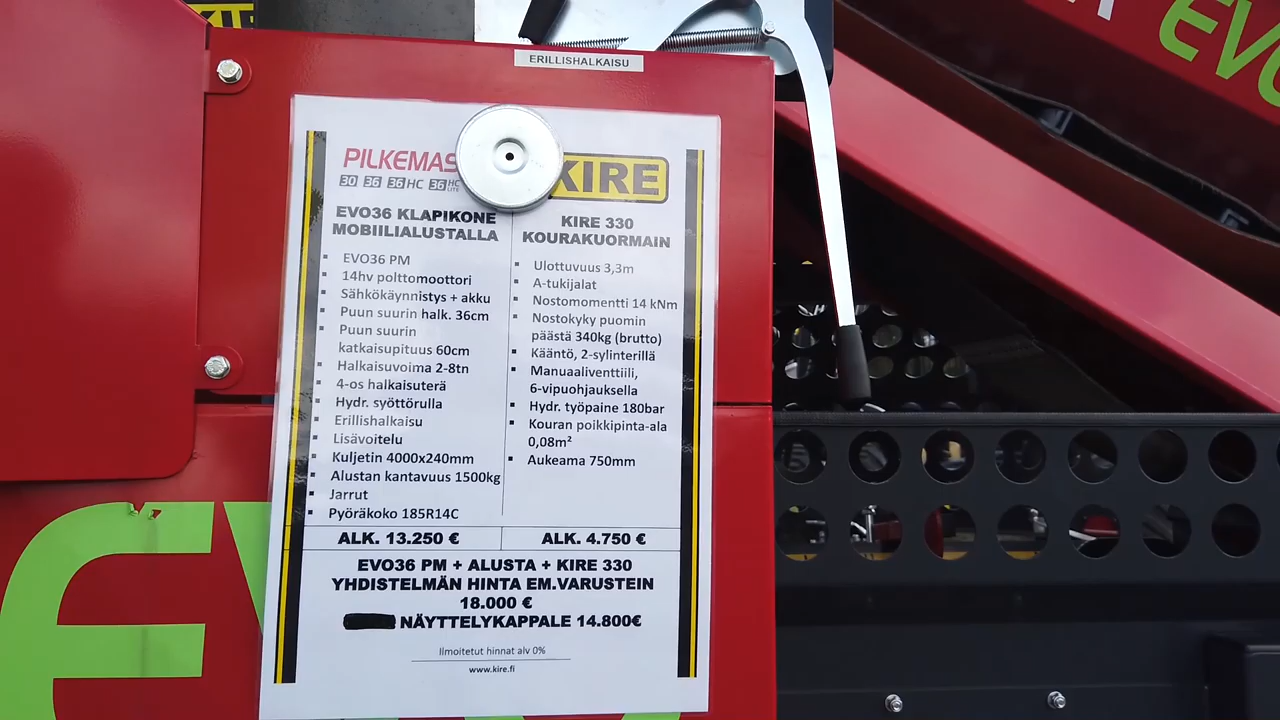 ERILLISHALKAISU
EVO
PILKEMAS
KIRE
30 36 36 HC 36 HC LITE
EVO36 KLAPIKONE
MOBIILIALUSTALLA
▪ EVO36 PM
▪ 14hv polttomoottori
▪ Sähkökäynnistys + akku
▪ Puun suurin halk. 36cm
▪ Puun suurin
katkaisupituus 60cm
▪ Halkaisuvoima 2-8tn
▪ 4-os halkaisuterä
▪ Hydr. syöttörulla
▪ Erillishalkaisu
▪ Lisävoitelu
▪ Kuljetin 4000x240mm
▪ Alustan kantavuus 1500kg
▪ Jarrut
▪ Pyöräkoko 185R14C
ALK. 13.250 €
KIRE 330
KOURAKUORMAIN
▪ Ulottuvuus 3,3m
▪ A-tukijalat
▪ Nostomomentti 14 kNm
▪ Nostokyky puomin
päästä 340kg (brutto)
▪ Kääntö, 2-sylinterillä
▪ Manuaaliventtiili,
6-vipuohjauksella
▪ Hydr. työpaine 180bar
▪ Kouran poikkipinta-ala
0,08m²
▪ Aukeama 750mm
ALK. 4.750 €
EVO36 PM + ALUSTA + KIRE 330
YHDISTELMÄN HINTA EM.VARUSTEIN
18.000 €
NÄYTTELYKAPPALE 14.800€
Ilmoitetut hinnat alv 0%
www.kire.fi